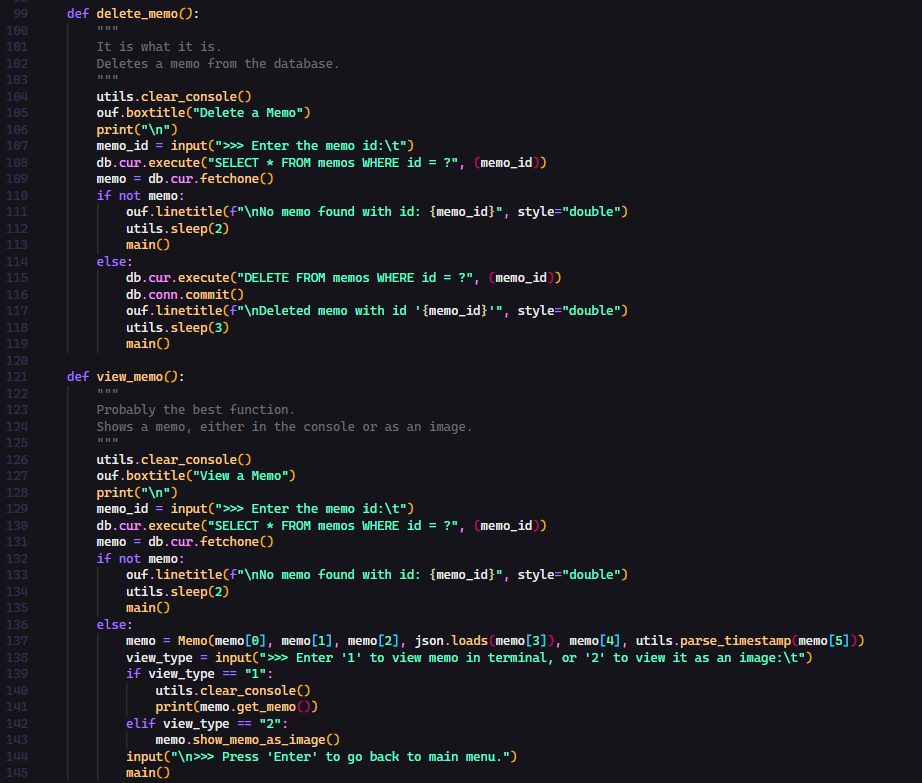 99 def delete_memo():
100 """
101 It is what it is.
102 Deletes a memo from the database.
103 """
104 utils.clear_console()
105 ouf.boxtitle("Delete a Memo")
106 print("\n")
107 memo_id = input(">>> Enter the memo id:\t")
108 db.cur.execute("SELECT * FROM memos WHERE id = ?", (memo_id))
109 memo = db.cur.fetchone()
110 if not memo:
111 ouf.linetitle(f"\nNo memo found with id: {memo_id}", style="double")
112 utils.sleep(2)
113 main()
114 else:
115 db.cur.execute("DELETE FROM memos WHERE id = ?", (memo_id))
116 db.conn.commit()
117 ouf.linetitle(f"\nDeleted memo with id '{memo_id}'", style="double")
118 utils.sleep(3)
119 main()
120
121 def view_memo():
122 """
123 Probably the best function.
124 Shows a memo, either in the console or as an image.
125 """
126 utils.clear_console()
127 ouf.boxtitle("View a Memo")
128 print("\n")
129 memo_id = input(">>> Enter the memo id:\t")
130 db.cur.execute("SELECT * FROM memos WHERE id = ?", (memo_id))
131 memo = db.cur.fetchone()
132 if not memo:
133 ouf.linetitle(f"\nNo memo found with id: {memo_id}", style="double")
134 utils.sleep(2)
135 main()
136 else:
137 memo = Memo(memo[0], memo[1], memo[2], json.loads(memo[3]), memo[4], utils.parse_timestamp(memo[5]))
138 view_type = input(">>> Enter '1' to view memo in terminal, or '2' to view it as an image:\t")
139 if view_type == "1":
140 utils.clear_console()
141 print(memo.get_memo())
142 elif view_type == "2":
143 memo.show_memo_as_image()
144 input("\n>>> Press 'Enter' to go back to main menu.")
145 main()